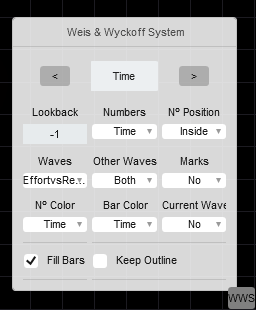 Weis & Wyckoff System
< Time >
Lookback Numbers Nº Position
-1 Time Inside
Waves Other Waves Marks
EffortvsRe... Both No
Nº Color Bar Color Current Wave
Time Time No
Fill Bars Keep Outline
WWS